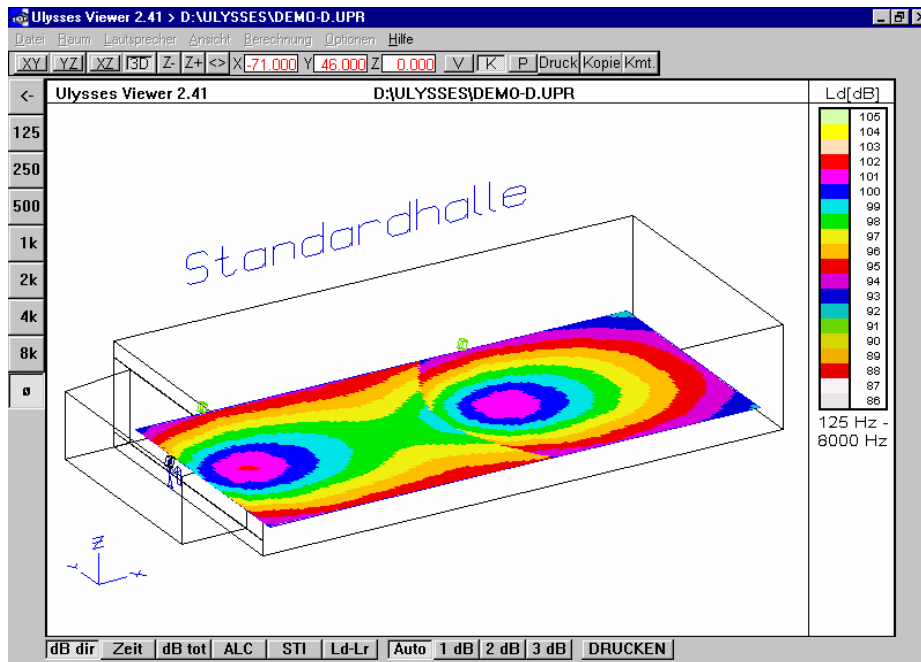 Ulysses Viewer 2.41 > D:\ULYSSES\DEMO-D.UPR
Datei Raum Lautsprecher Ansicht Berechnung Optionen Hilfe
XY YZ XZ 3D Z- Z+ <> X -71.000 Y 46.000 Z 0.000 V K P Druck Kopie Kmt.
<- Ulysses Viewer 2.41 D:\ULYSSES\DEMO-D.UPR Ld[dB]
125
250
500
1k
2k
4k
8k
ø
Standardhalle
105
104
103
102
101
100
99
98
97
96
95
94
93
92
91
90
89
88
87
86
125 Hz -
8000 Hz
Z
dB dir Zeit dB tot ALC STI Ld-Lr Auto 1 dB 2 dB 3 dB DRUCKEN